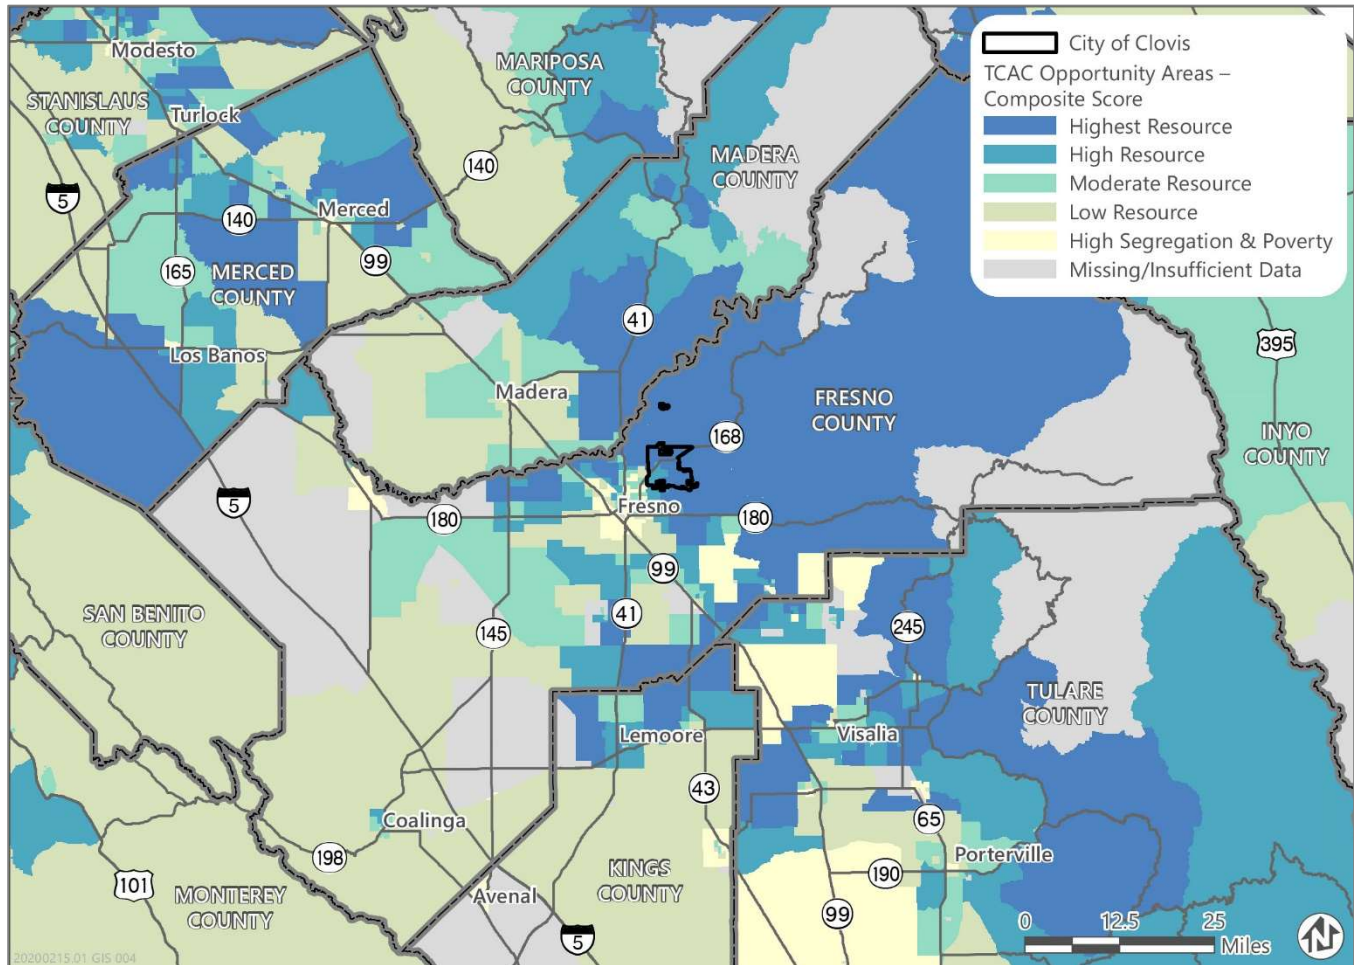 City of Clovis
TCAC Opportunity Areas –
Composite Score
Highest Resource
High Resource
Moderate Resource
Low Resource
High Segregation & Poverty
Missing/Insufficient Data
Modesto
STANISLAUS
COUNTY
Turlock
MARIPOSA
COUNTY
140
MADERA
COUNTY
5
140
Merced
99
165
MERCED
COUNTY
41
395
Los Banos
Madera
FRESNO
COUNTY
INYO
COUNTY
168
5
180
Fresno
180
99
SAN BENITO
COUNTY
145
41
245
TULARE
COUNTY
Lemoore
Visalia
43
Coalinga
65
198
Porterville
101
MONTEREY
COUNTY
Avenal
KINGS
COUNTY
190
99
5
0 12.5 25
Miles
N
20200215.01 GIS 004